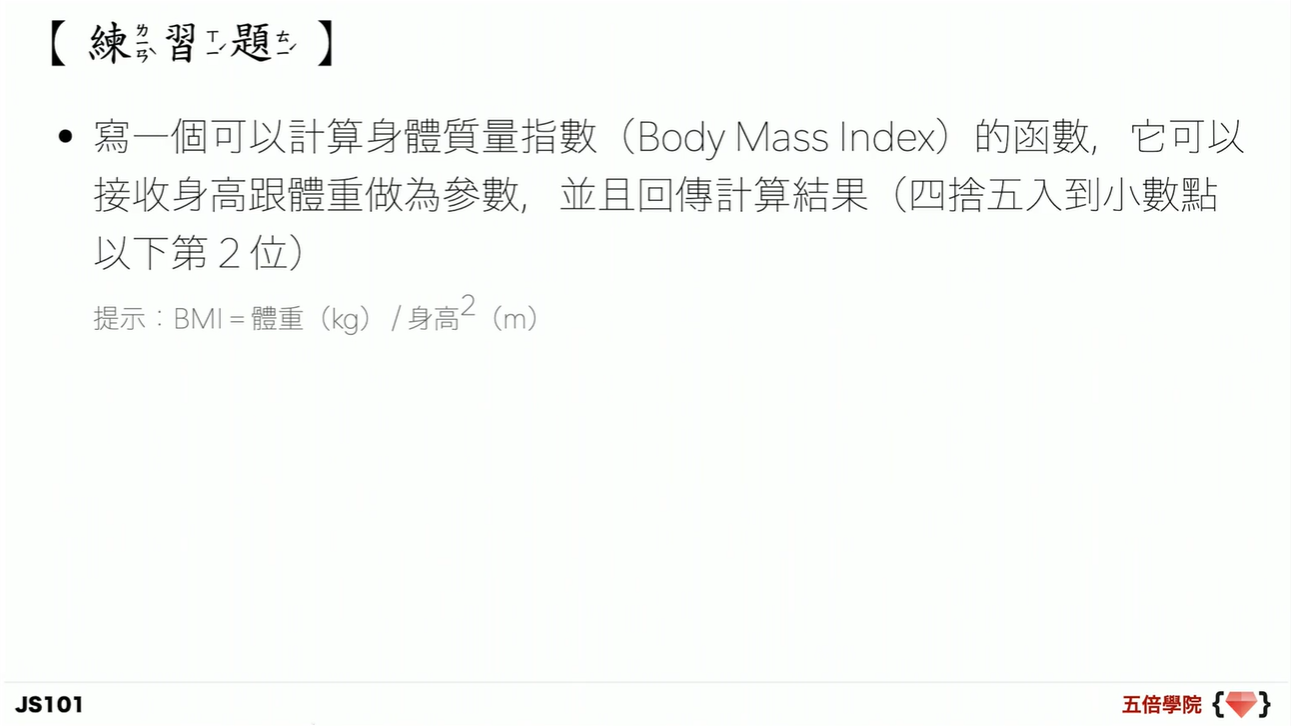 【練ㄌㄧㄢˋ習ㄒㄧˊ題ㄊㄧˊ】
• 寫一個可以計算身體質量指數（Body Mass Index）的函數，它可以
接收身高跟體重做為參數，並且回傳計算結果（四捨五入到小數點
以下第 2 位）
提示：BMI = 體重（kg） / 身高²（m）
JS101
五倍學院